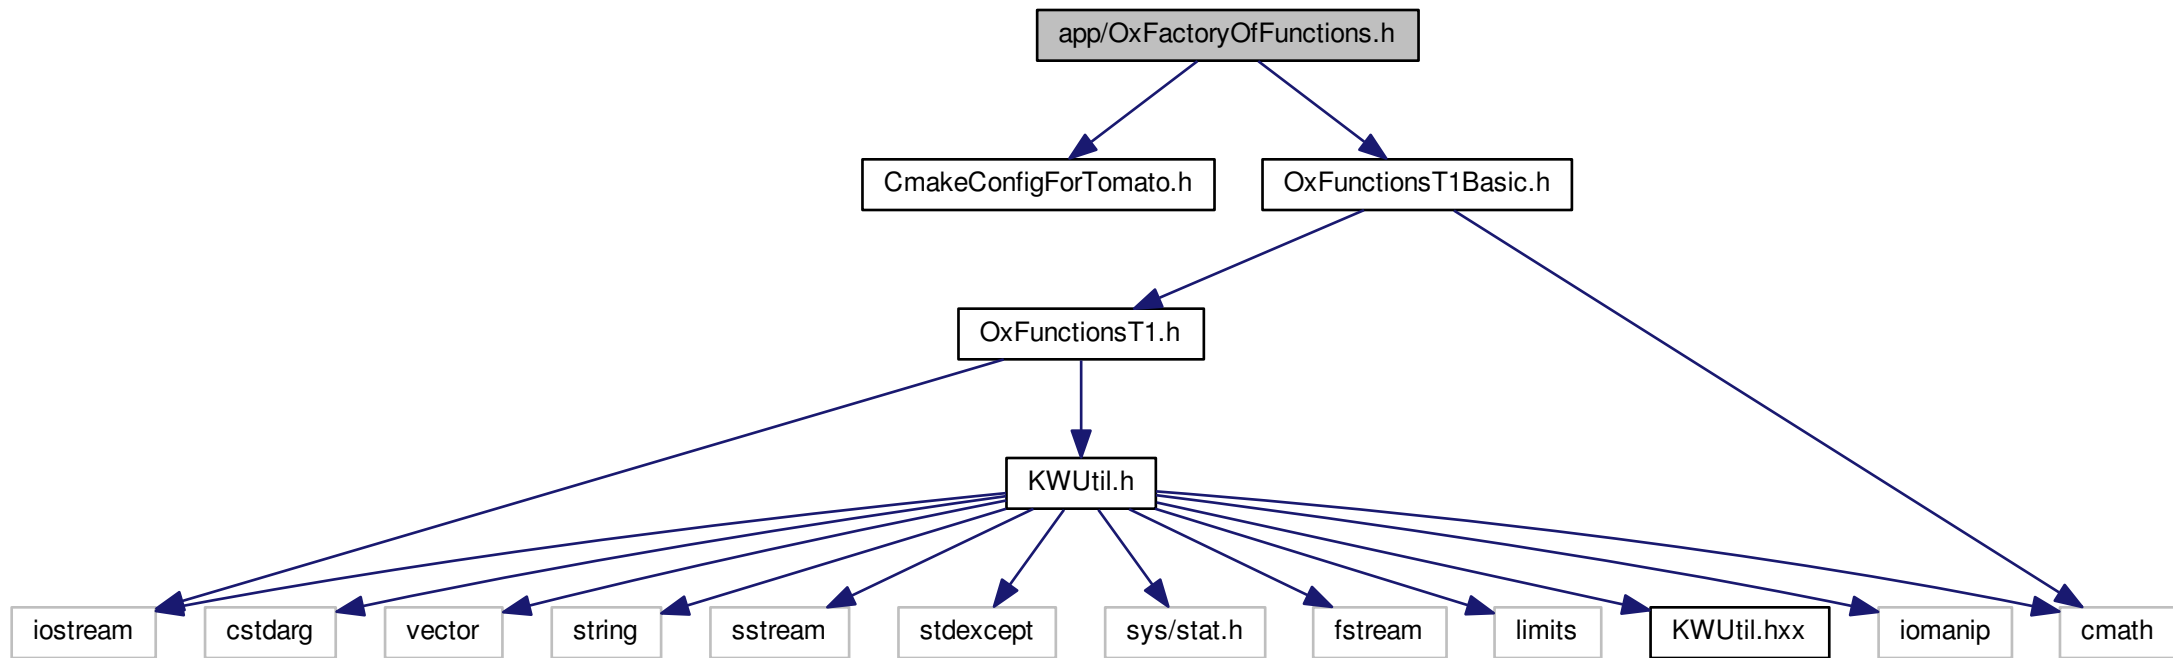 app/OxFactoryOfFunctions.h
CmakeConfigForTomato.h
OxFunctionsT1Basic.h
OxFunctionsT1.h
KWUtil.h
iostream
cstdarg
vector
string
sstream
stdexcept
sys/stat.h
fstream
limits
KWUtil.hxx
iomanip
cmath